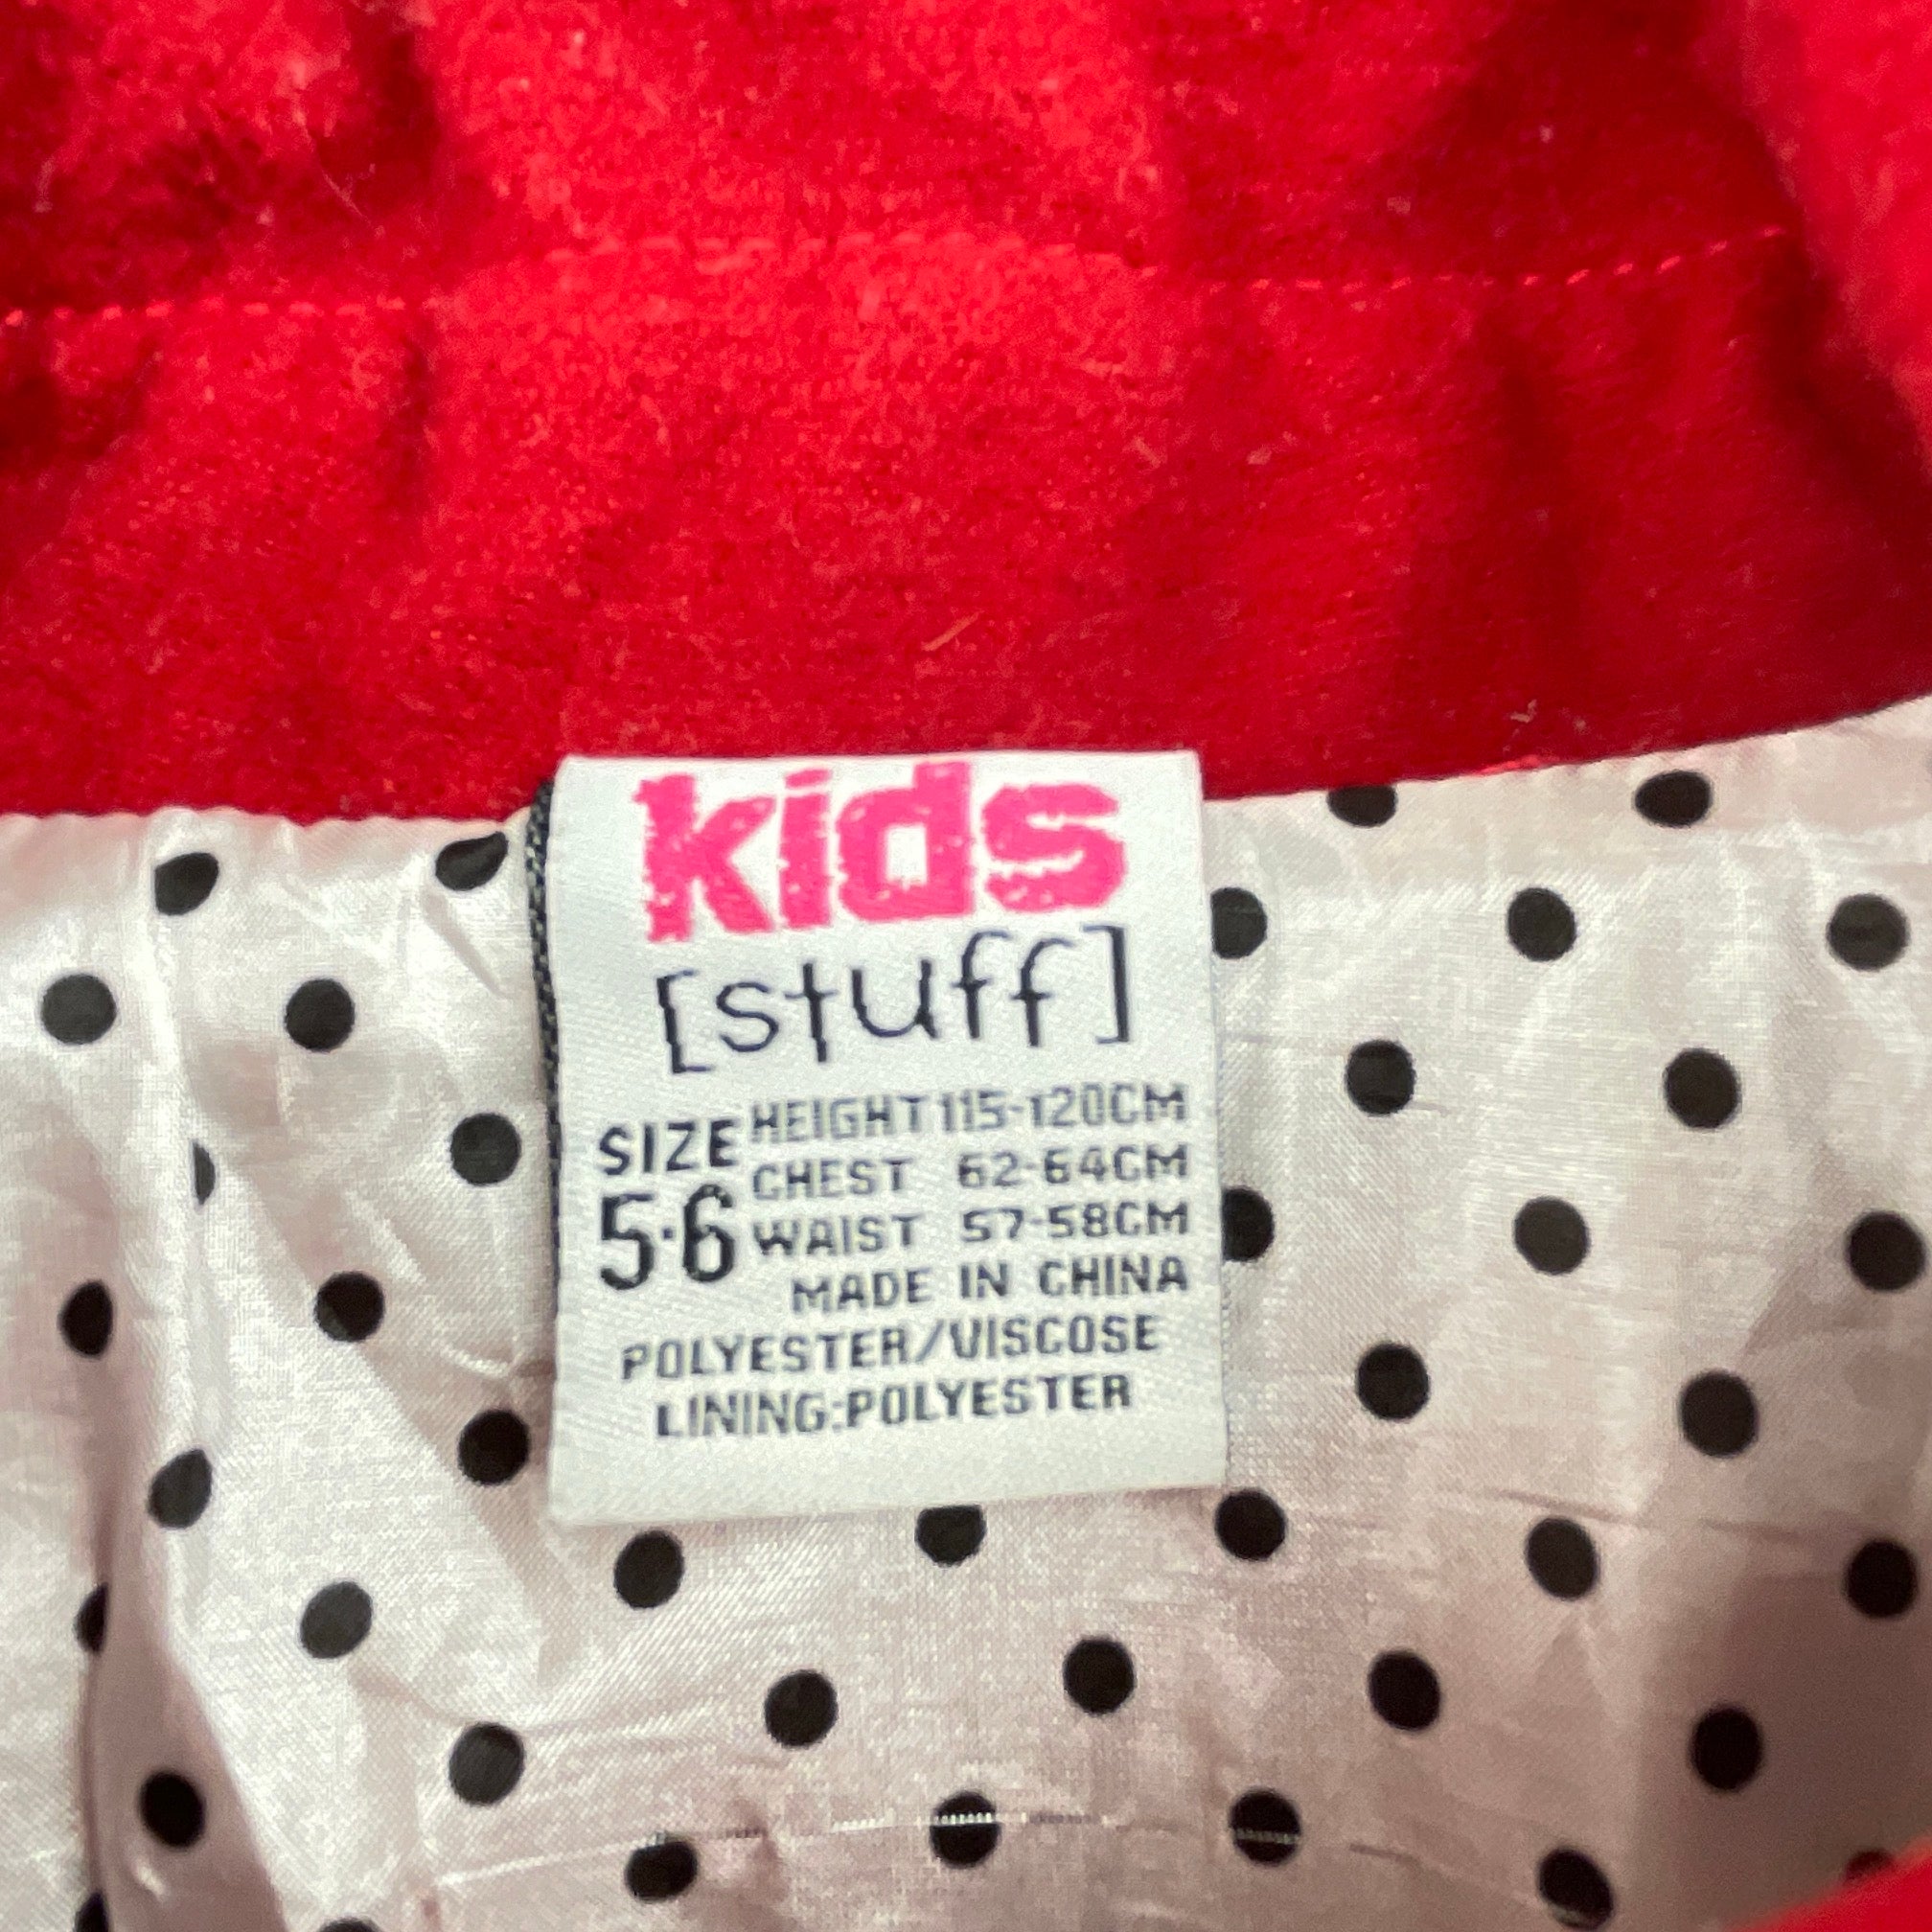 kids
[stuff]
SIZE HEIGHT 115-120CM
5·6 CHEST 62-64CM
WAIST 57-58CM
MADE IN CHINA
POLYESTER/VISCOSE
LINING:POLYESTER